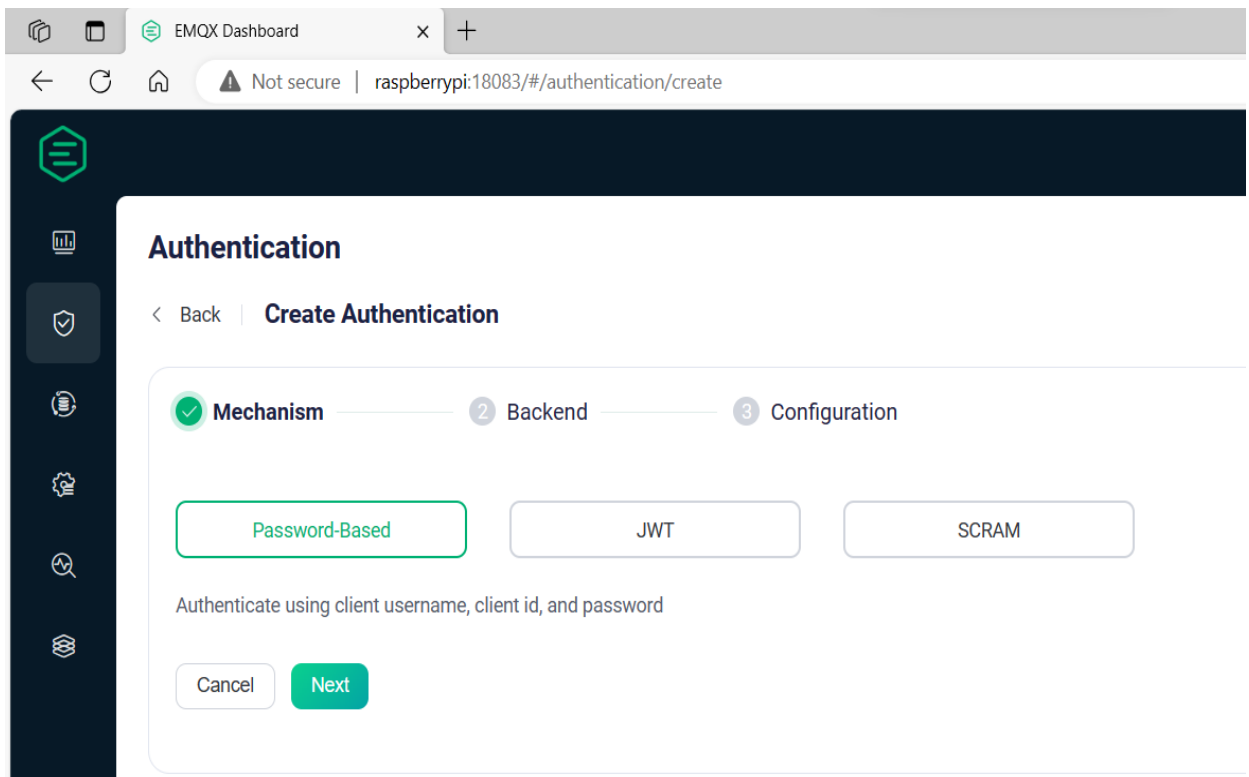 EMQX Dashboard
Not secure | raspberrypi:18083/#/authentication/create
Authentication
Back Create Authentication
Mechanism 2 Backend 3 Configuration
Password-Based JWT SCRAM
Authenticate using client username, client id, and password
Cancel Next